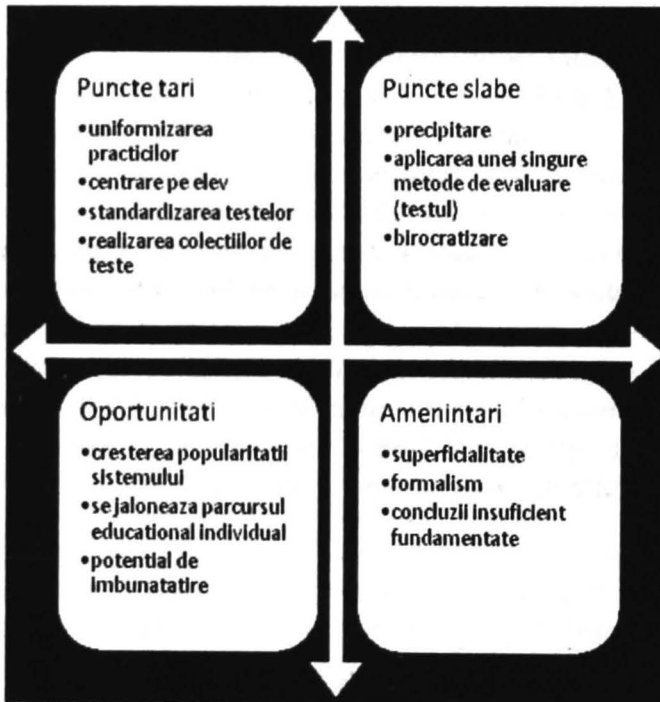 Puncte tari
•uniformizarea
practicilor
•centrare pe elev
•standardizarea testelor
•realizarea colectiilor de
teste
Puncte slabe
•precipitare
•aplicarea unei singure
metode de evaluare
(testul)
•birocratizare
Oportunitati
•cresterea popularitatii
sistemului
•se jaloneaza parcursul
educational individual
•potential de
imbunatatire
Amenintari
•superficialitate
•formalism
•concluzii insuficient
fundamentate